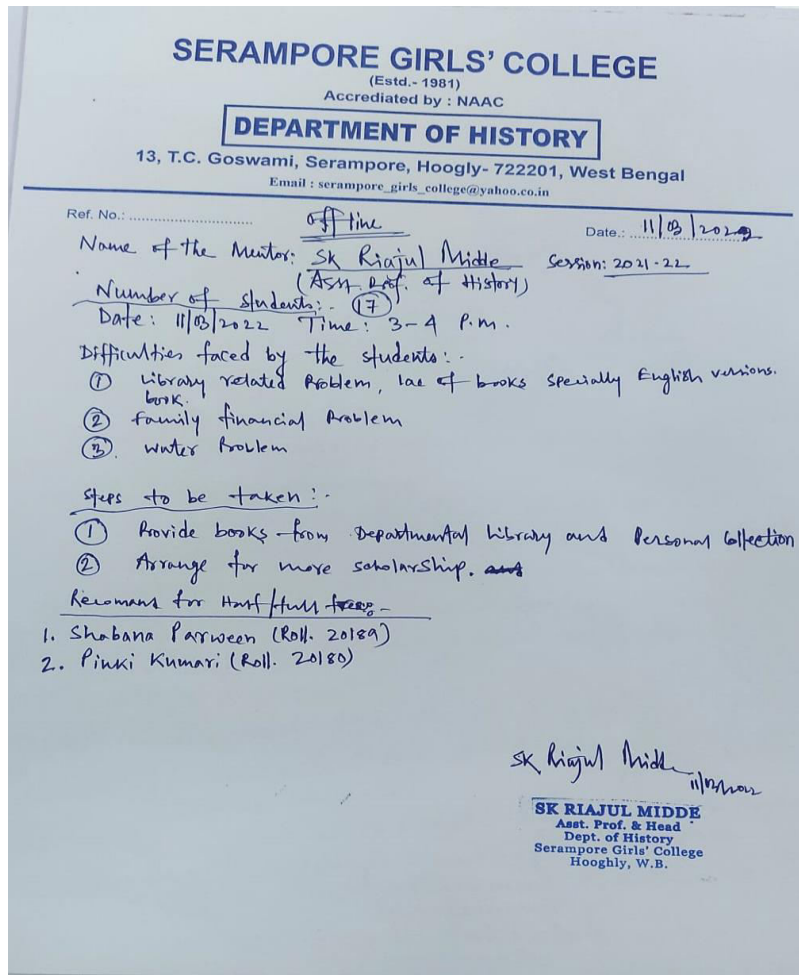 SERAMPORE GIRLS' COLLEGE
(Estd.- 1981)
Accrediated by : NAAC
DEPARTMENT OF HISTORY
13, T.C. Goswami, Serampore, Hoogly- 722201, West Bengal
Email : serampore_girls_college@yahoo.co.in
Ref. No.: ............................
offline
Date.: 11/03/2022
Name of the Mentor: SK Riajul Midde Session: 2021-22
(Asst. Prof. of History)
Number of students:- 17
Date: 11/03/2022 Time: 3-4 P.m.
Difficulties faced by the students:-
① Library related Problem, lac of books specially English versions.
book.
② family financial Problem
③. water Problem
Steps to be taken:-
① Provide books from Departmental Library and Personal Collection
② Arrange for more scholarship.
for Half/full
1. Shabana Parween (Roll. 20189)
2. Pinki Kumari (Roll. 20180)
SK Riajul Midde
11/03/2022
SK RIAJUL MIDDE
Asst. Prof. & Head
Dept. of History
Serampore Girls' College
Hooghly, W.B.